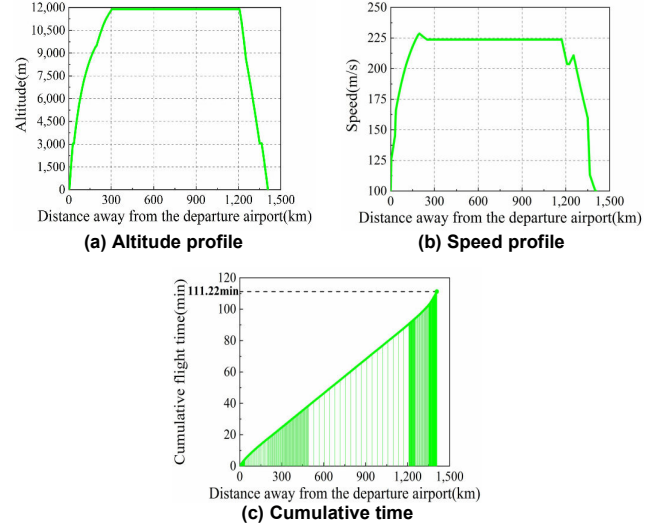 Altitude(m)
12,000
10,500
9,000
7,500
6,000
4,500
3,000
1,500
0
0 300 600 900 1,200 1,500
Distance away from the departure airport(km)
(a) Altitude profile
Speed(m/s)
250
225
200
175
150
125
100
0 300 600 900 1,200 1,500
Distance away from the departure airport(km)
(b) Speed profile
Cumulative flight time(min)
120
111.22min
100
80
60
40
20
0
0 300 600 900 1,200 1,500
Distance away from the departure airport(km)
(c) Cumulative time